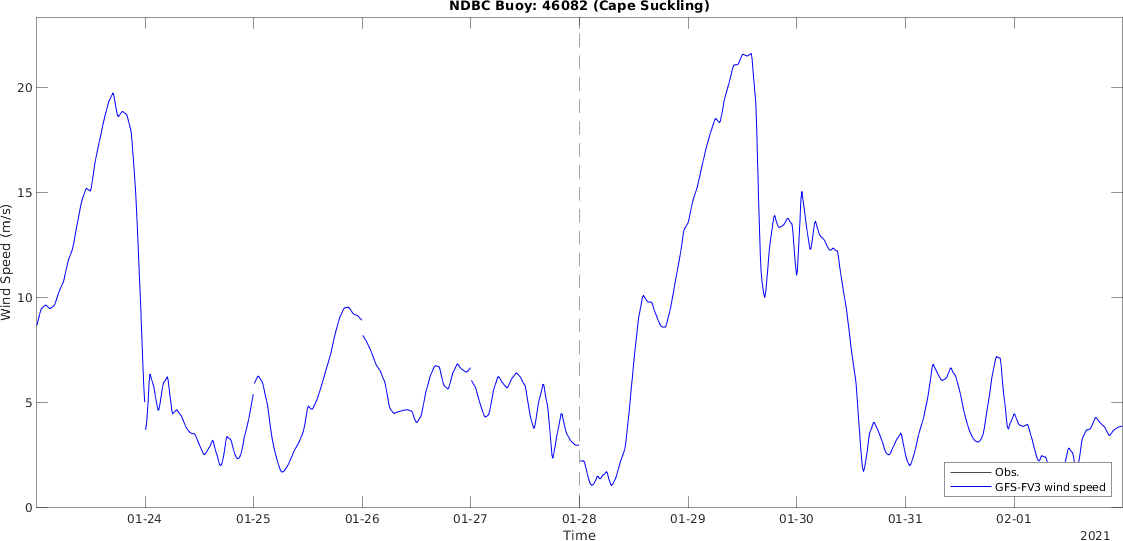 NDBC Buoy: 46082 (Cape Suckling)
20
15
10
5
0
Wind Speed (m/s)
01-24 01-25 01-26 01-27 01-28 01-29 01-30 01-31 02-01
Time
2021
Obs.
GFS-FV3 wind speed